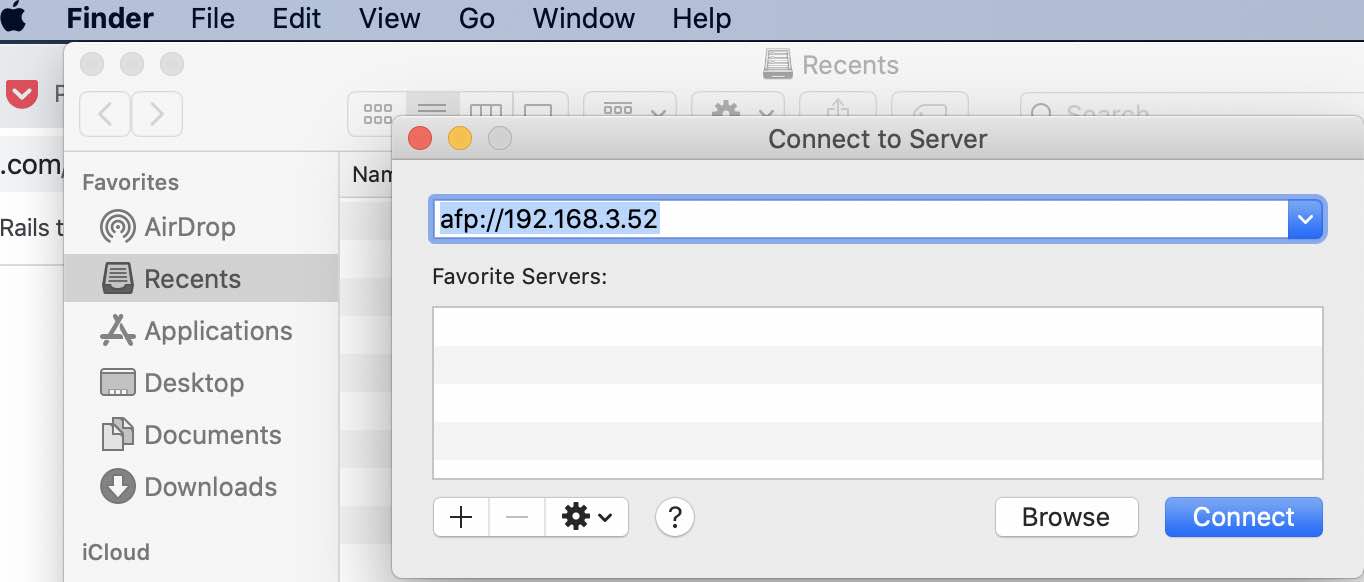 Finder File Edit View Go Window Help
Recents
Search
Connect to Server
.com/
Nam
Favorites
afp://192.168.3.52
AirDrop
Rails t
Favorite Servers:
Recents
Applications
Desktop
Documents
Downloads
? Browse Connect
iCloud